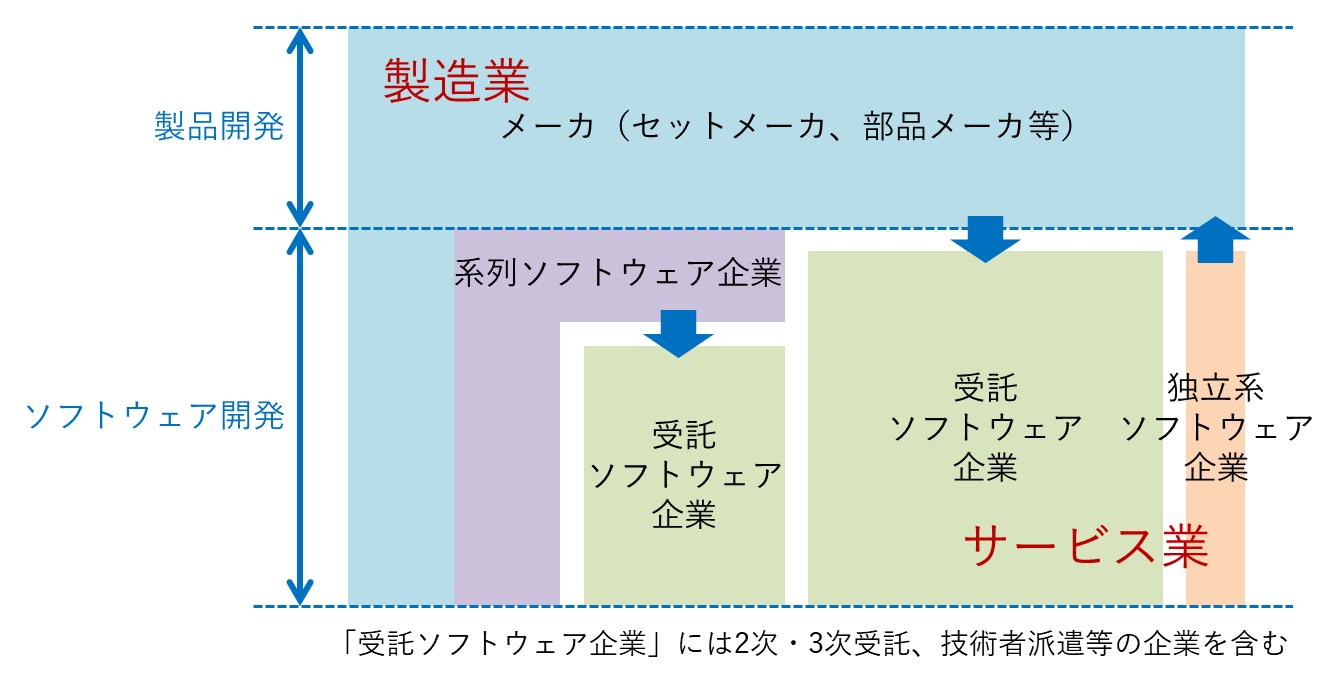 製造業
製品開発
メーカ（セットメーカ、部品メーカ等）
系列ソフトウェア企業
ソフトウェア開発
受託
ソフトウェア
企業
受託
ソフトウェア
企業
独立系
ソフトウェア
企業
サービス業
「受託ソフトウェア企業」には2次・3次受託、技術者派遣等の企業を含む